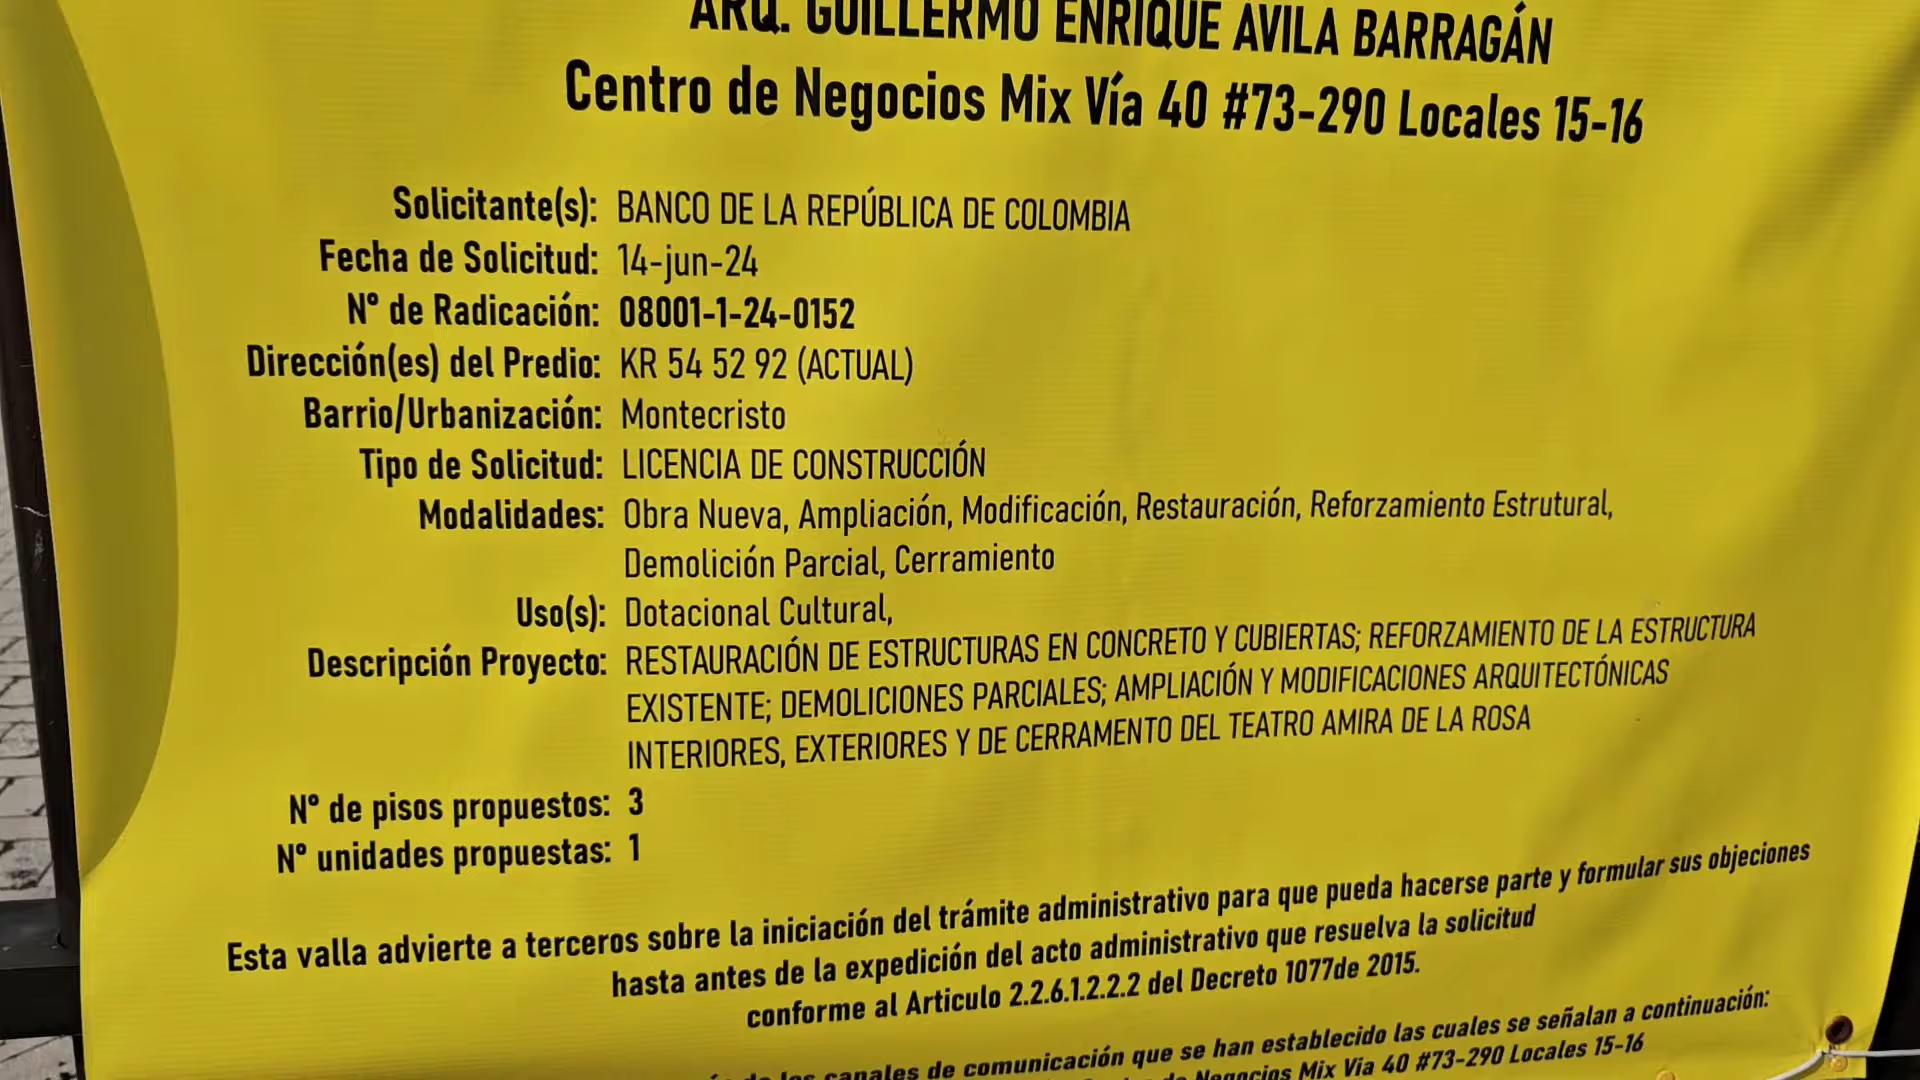 ARQ. GUILLERMO ENRIQUE AVILA BARRAGÁN
Centro de Negocios Mix Vía 40 #73-290 Locales 15-16
Solicitante(s): BANCO DE LA REPÚBLICA DE COLOMBIA
Fecha de Solicitud: 14-jun-24
N° de Radicación: 08001-1-24-0152
Dirección(es) del Predio: KR 54 52 92 (ACTUAL)
Barrio/Urbanización: Montecristo
Tipo de Solicitud: LICENCIA DE CONSTRUCCIÓN
Modalidades: Obra Nueva, Ampliación, Modificación, Restauración, Reforzamiento Estrutural,
Demolición Parcial, Cerramiento
Uso(s): Dotacional Cultural,
Descripción Proyecto: RESTAURACIÓN DE ESTRUCTURAS EN CONCRETO Y CUBIERTAS; REFORZAMIENTO DE LA ESTRUCTURA
EXISTENTE; DEMOLICIONES PARCIALES; AMPLIACIÓN Y MODIFICACIONES ARQUITECTÓNICAS
INTERIORES, EXTERIORES Y DE CERRAMENTO DEL TEATRO AMIRA DE LA ROSA
N° de pisos propuestos: 3
N° unidades propuestas: 1
Esta valla advierte a terceros sobre la iniciación del trámite administrativo para que pueda hacerse parte y formular sus objeciones
hasta antes de la expedición del acto administrativo que resuelva la solicitud
conforme al Articulo 2.2.6.1.2.2.2 del Decreto 1077de 2015.
canales de comunicación que se han establecido las cuales se señalan a continuación:
Negocios Mix Via 40 #73-290 Locales 15-16